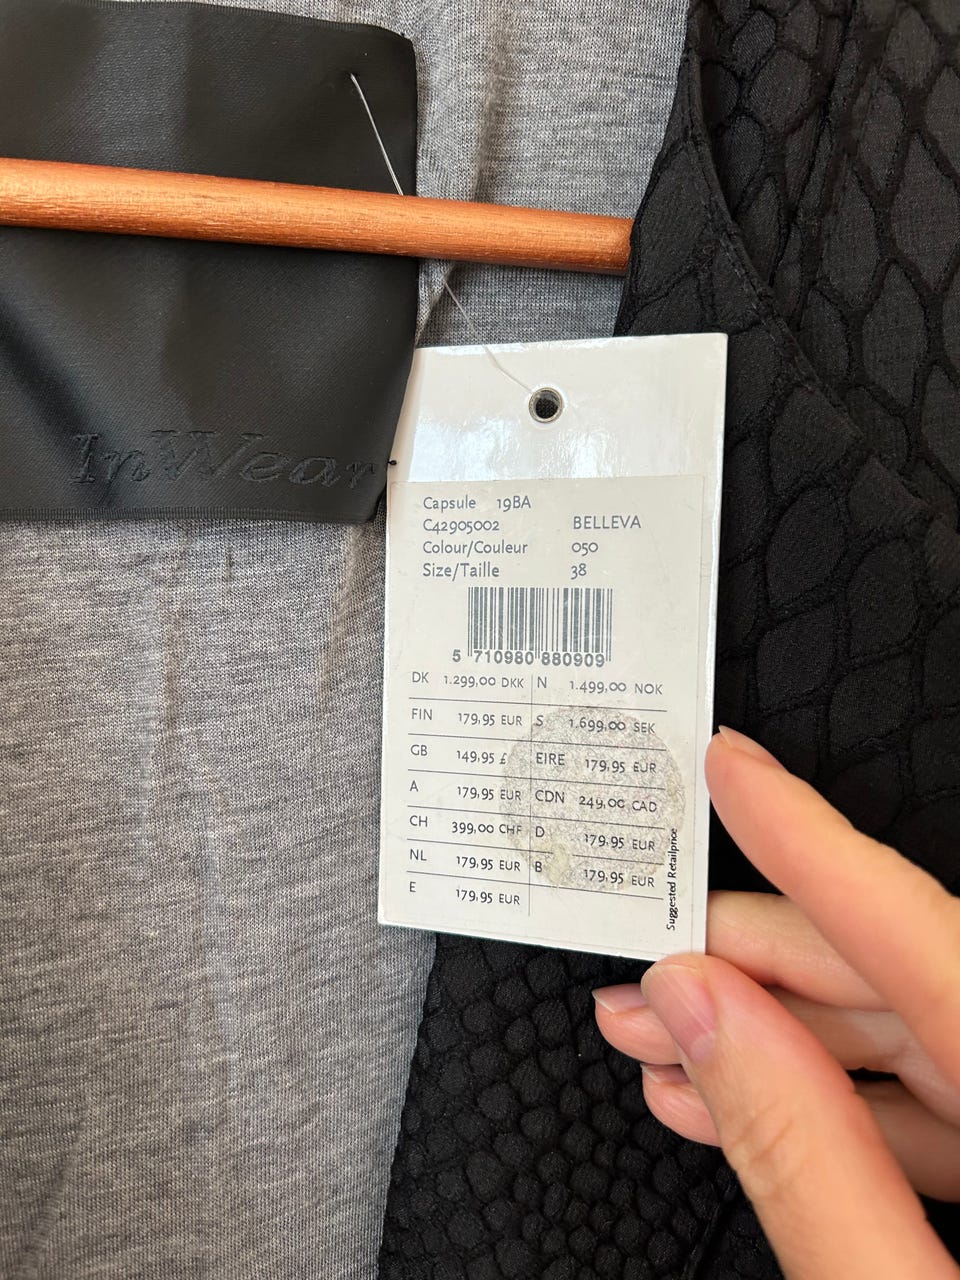 InWear
Capsule 19BA
C42905002 BELLEVA
Colour/Couleur 050
Size/Taille 38
5 710980 880909
DK 1.299,00 DKK N 1.499,00 NOK
FIN 179,95 EUR S 1.699,00 SEK
GB 149,95 £ EIRE 179,95 EUR
A 179,95 EUR CDN 249,00 CAD
CH 399,00 CHF D 179,95 EUR
NL 179,95 EUR B 179,95 EUR
E 179,95 EUR
Suggested Retailprice